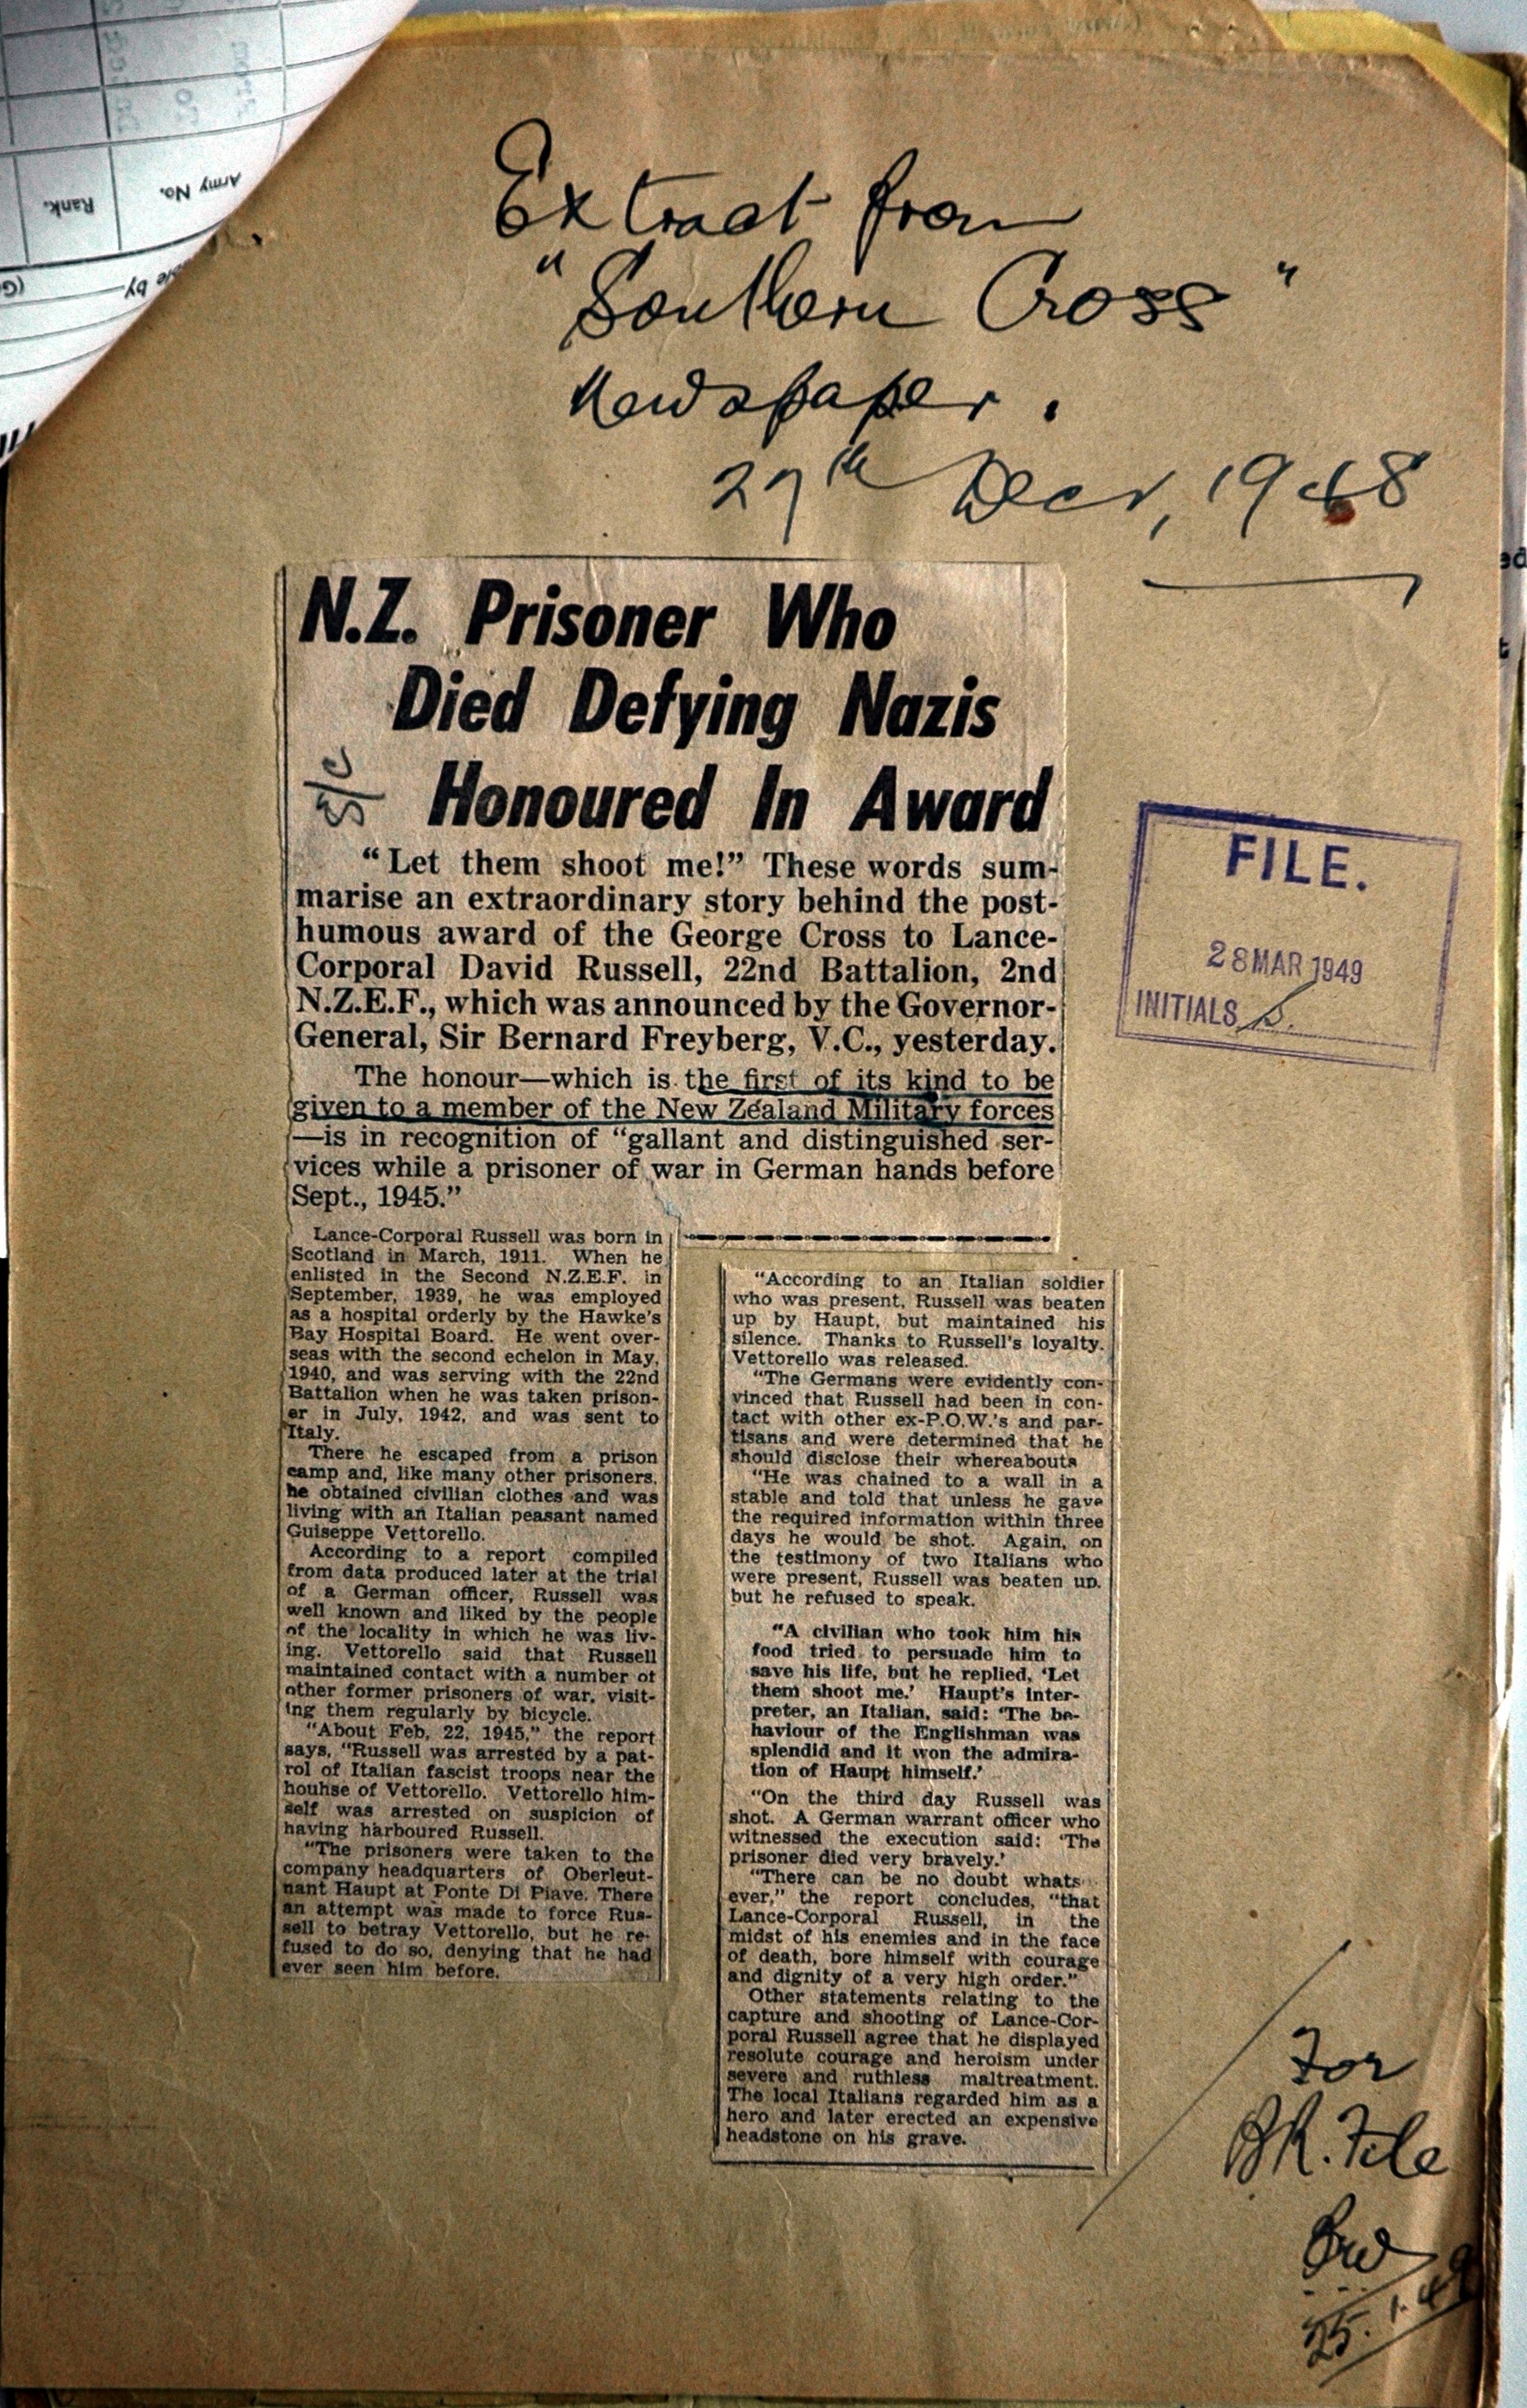 Army No.
Rank.
Extract from
"Southern Cross"
Newspaper.
27th Decr, 1948
N.Z. Prisoner Who
Died Defying Nazis
Honoured In Award
S/C
"Let them shoot me!" These words sum-
marise an extraordinary story behind the post-
humous award of the George Cross to Lance-
Corporal David Russell, 22nd Battalion, 2nd
N.Z.E.F., which was announced by the Governor-
General, Sir Bernard Freyberg, V.C., yesterday.
The honour—which is the first of its kind to be
given to a member of the New Zealand Military forces
—is in recognition of "gallant and distinguished ser-
vices while a prisoner of war in German hands before
Sept., 1945."
Lance-Corporal Russell was born in
Scotland in March, 1911. When he
enlisted in the Second N.Z.E.F. in
September, 1939, he was employed
as a hospital orderly by the Hawke's
Bay Hospital Board. He went over-
seas with the second echelon in May,
1940, and was serving with the 22nd
Battalion when he was taken prison-
er in July, 1942, and was sent to
Italy.
There he escaped from a prison
camp and, like many other prisoners,
he obtained civilian clothes and was
living with an Italian peasant named
Guiseppe Vettorello.
According to a report compiled
from data produced later at the trial
of a German officer, Russell was
well known and liked by the people
of the locality in which he was liv-
ing. Vettorello said that Russell
maintained contact with a number of
other former prisoners of war, visit-
ing them regularly by bicycle.
"About Feb. 22, 1945," the report
says, "Russell was arrested by a pat-
rol of Italian fascist troops near the
houhse of Vettorello. Vettorello him-
self was arrested on suspicion of
having harboured Russell.
"The prisoners were taken to the
company headquarters of Oberleut-
nant Haupt at Ponte Di Piave. There
an attempt was made to force Rus-
sell to betray Vettorello, but he re-
fused to do so, denying that he had
ever seen him before.
"According to an Italian soldier
who was present, Russell was beaten
up by Haupt, but maintained his
silence. Thanks to Russell's loyalty.
Vettorello was released.
"The Germans were evidently con-
vinced that Russell had been in con-
tact with other ex-P.O.W.'s and par-
tisans and were determined that he
should disclose their whereabouts
"He was chained to a wall in a
stable and told that unless he gave
the required information within three
days he would be shot. Again, on
the testimony of two Italians who
were present, Russell was beaten up.
but he refused to speak.
"A civilian who took him his
food tried to persuade him to
save his life, but he replied, 'Let
them shoot me.' Haupt's inter-
preter, an Italian, said: 'The be-
haviour of the Englishman was
splendid and it won the admira-
tion of Haupt himself.'
"On the third day Russell was
shot. A German warrant officer who
witnessed the execution said: 'The
prisoner died very bravely.'
"There can be no doubt whats-
ever," the report concludes, "that
Lance-Corporal Russell, in the
midst of his enemies and in the face
of death, bore himself with courage
and dignity of a very high order."
Other statements relating to the
capture and shooting of Lance-Cor-
poral Russell agree that he displayed
resolute courage and heroism under
severe and ruthless maltreatment.
The local Italians regarded him as a
hero and later erected an expensive
headstone on his grave.
FILE.
28 MAR 1949
INITIALS
For
BR. File
25.1.49